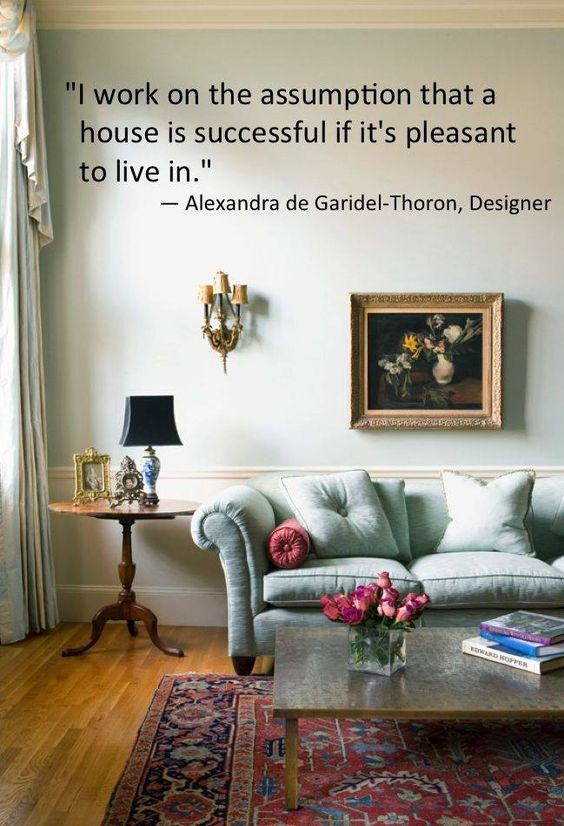 "I work on the assumption that a
house is successful if it's pleasant
to live in."
— Alexandra de Garidel-Thoron, Designer
EDWARD HOPPER